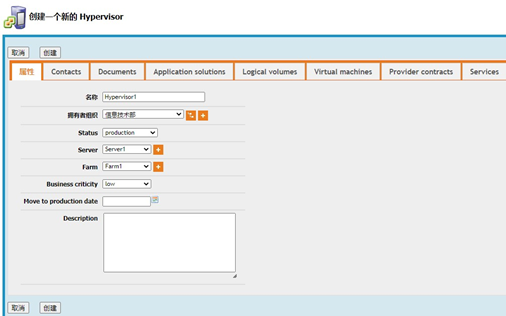 创建一个新的 Hypervisor
取消 创建
属性 Contacts Documents Application solutions Logical volumes Virtual machines Provider contracts Services
名称 Hypervisor1
拥有者组织 信息技术部
Status production
Server Server1
Farm Farm1
Business criticity low
Move to production date
Description
取消 创建